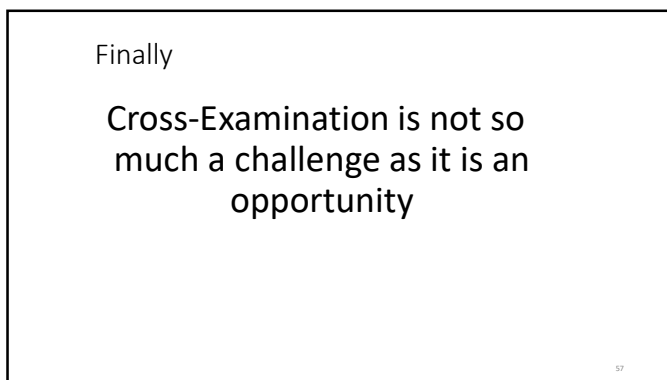 Finally
Cross-Examination is not so
much a challenge as it is an
opportunity
57